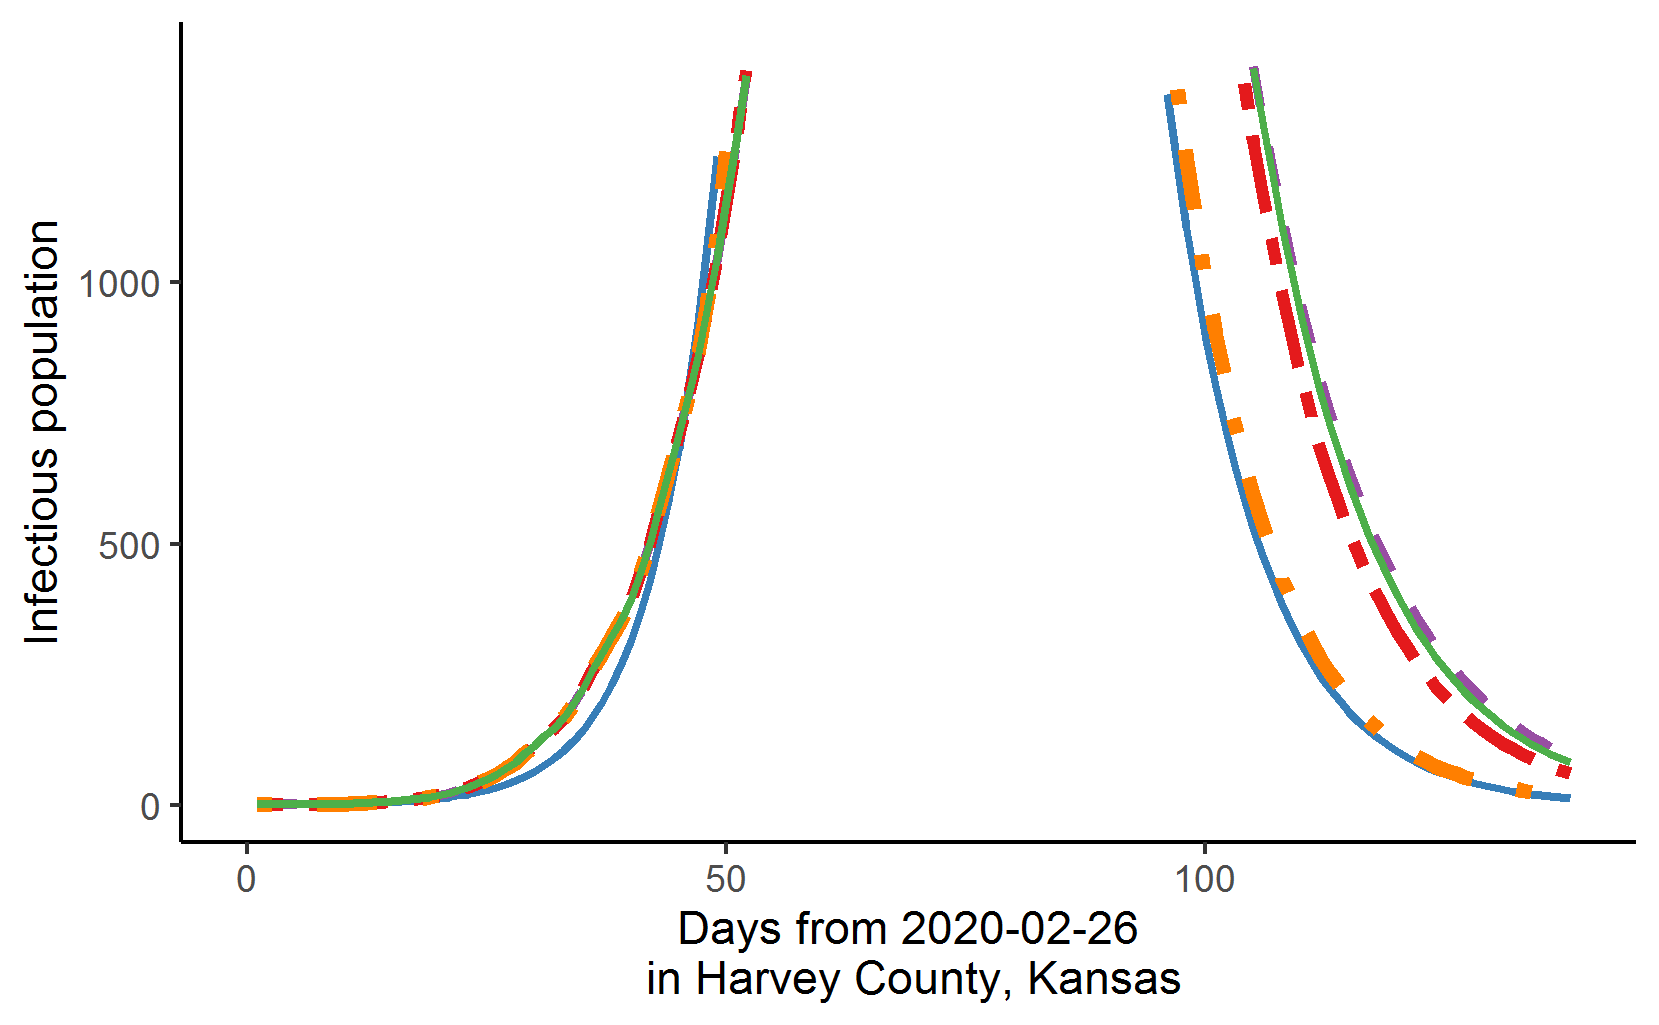 Infectious population
1000
500
0
0 50 100
Days from 2020-02-26
in Harvey County, Kansas